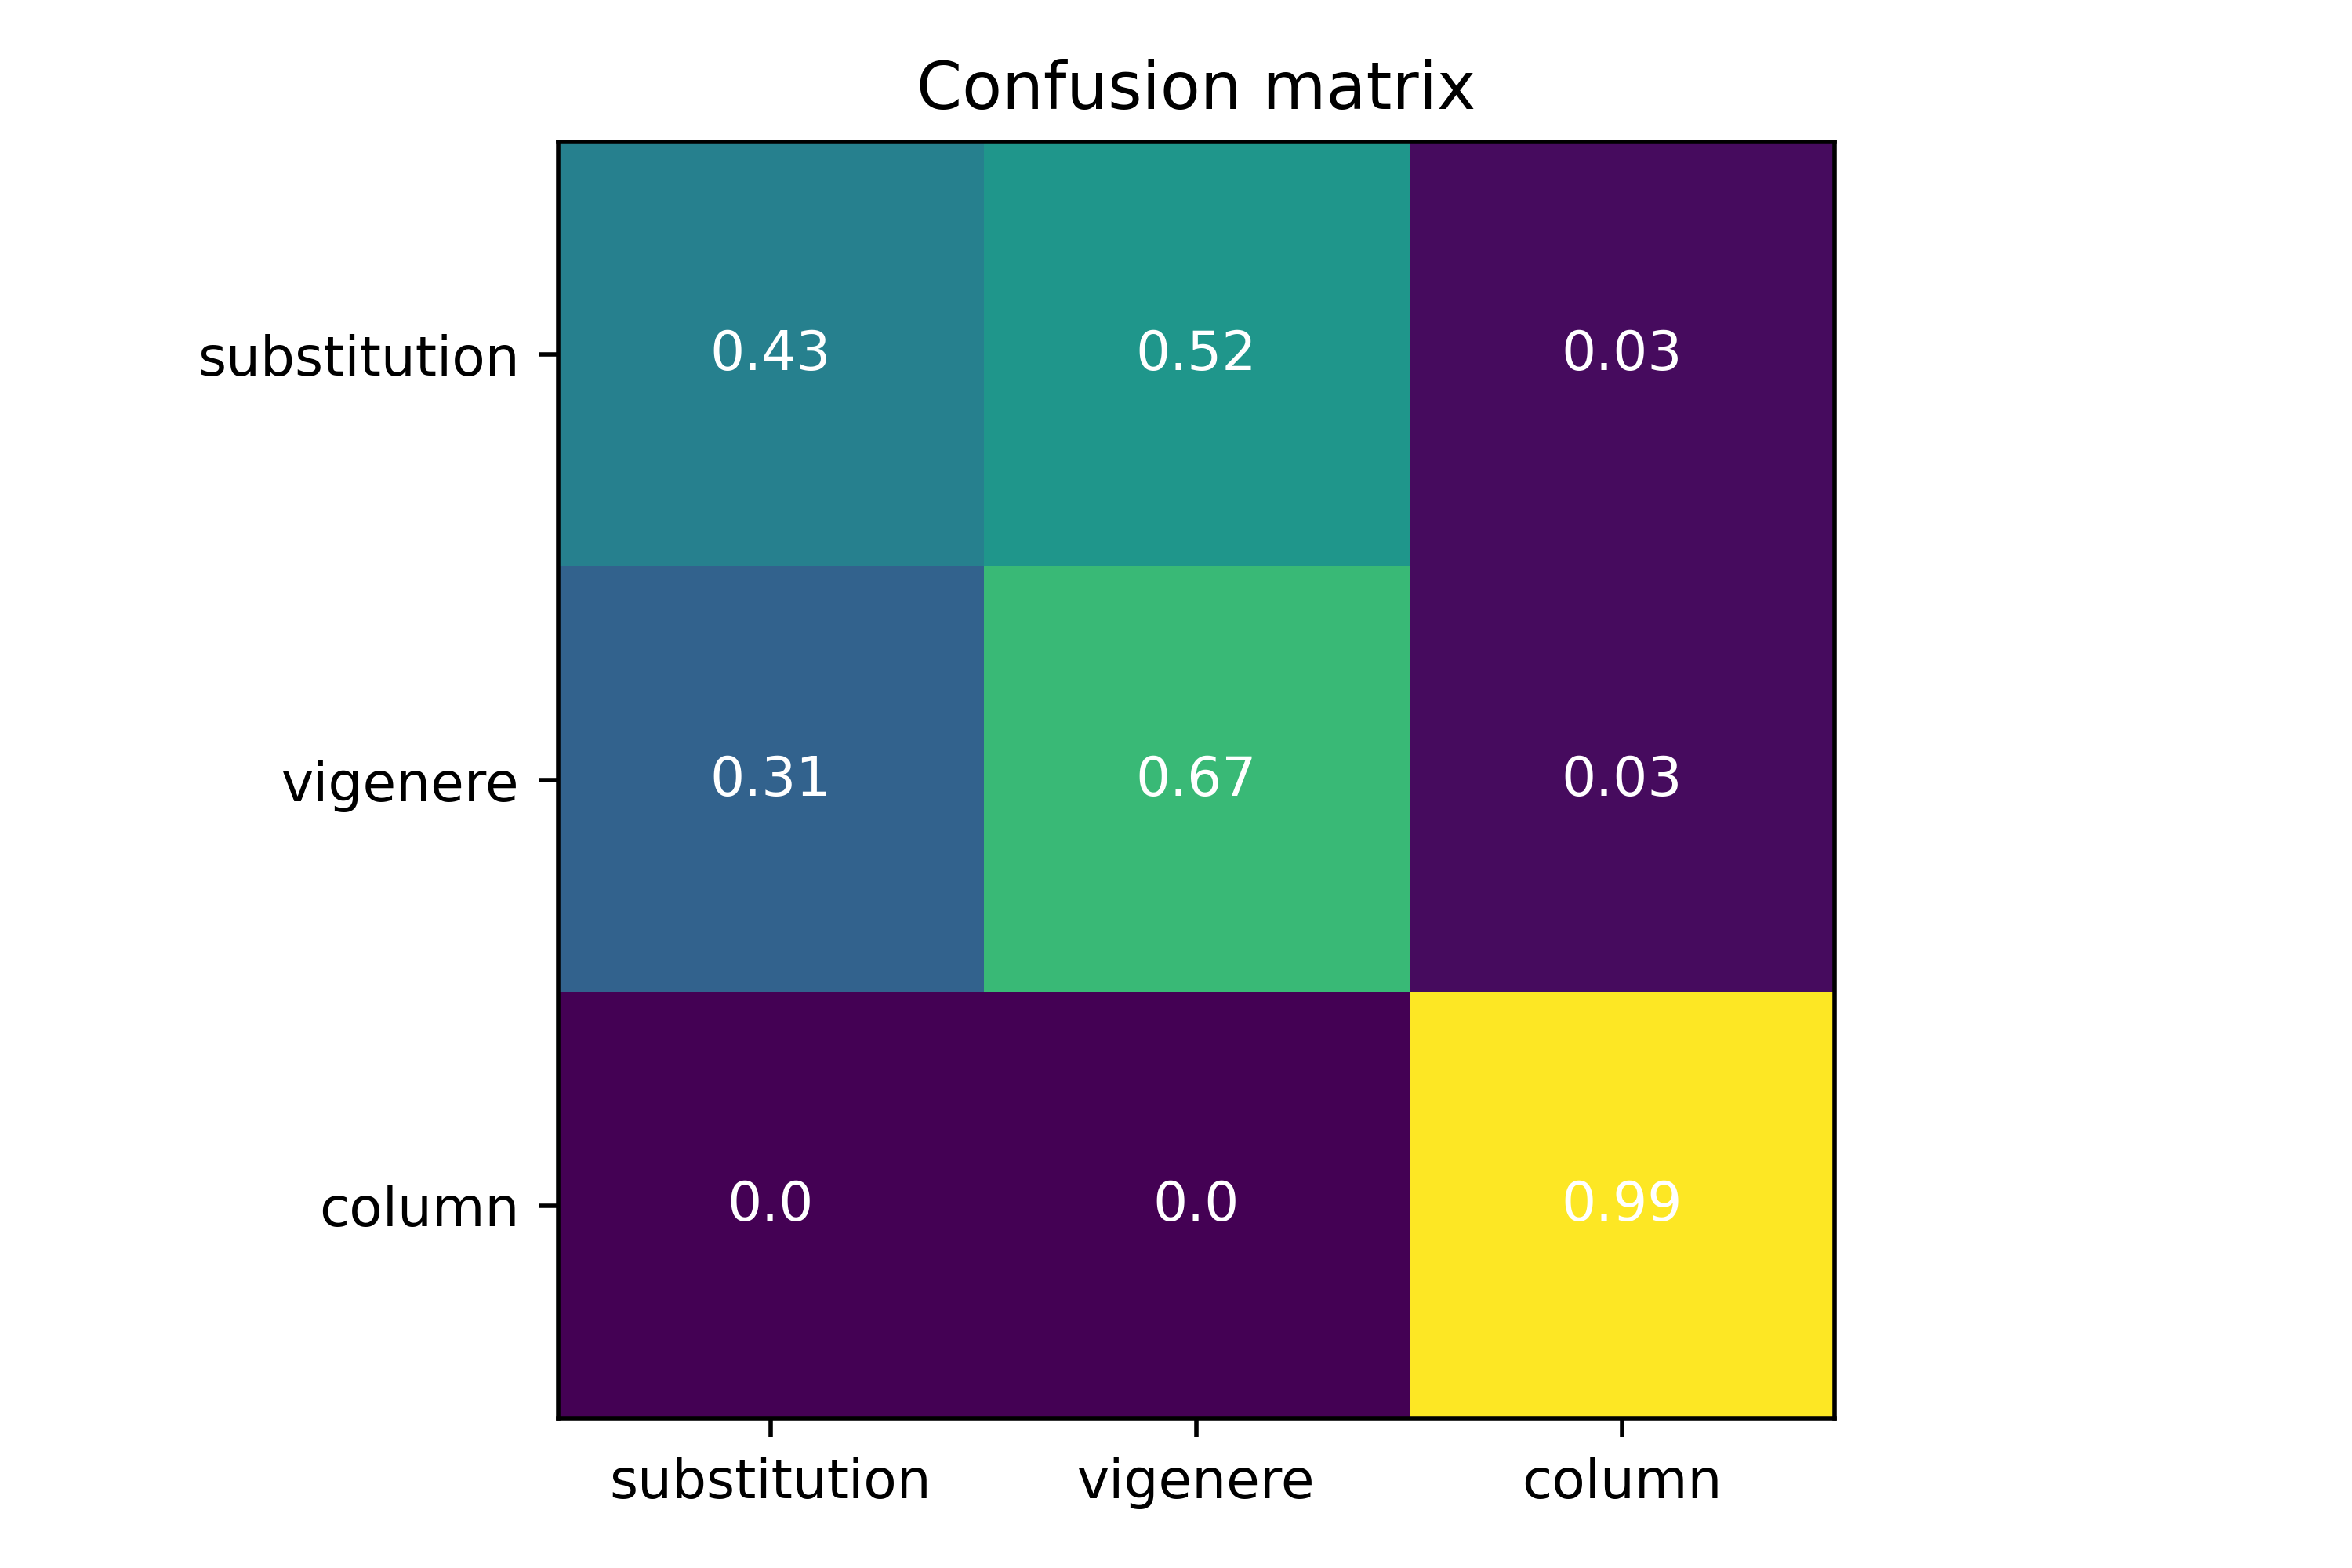 Confusion matrix
substitution 0.43 0.52 0.03
vigenere 0.31 0.67 0.03
column 0.0 0.0 0.99
substitution vigenere column